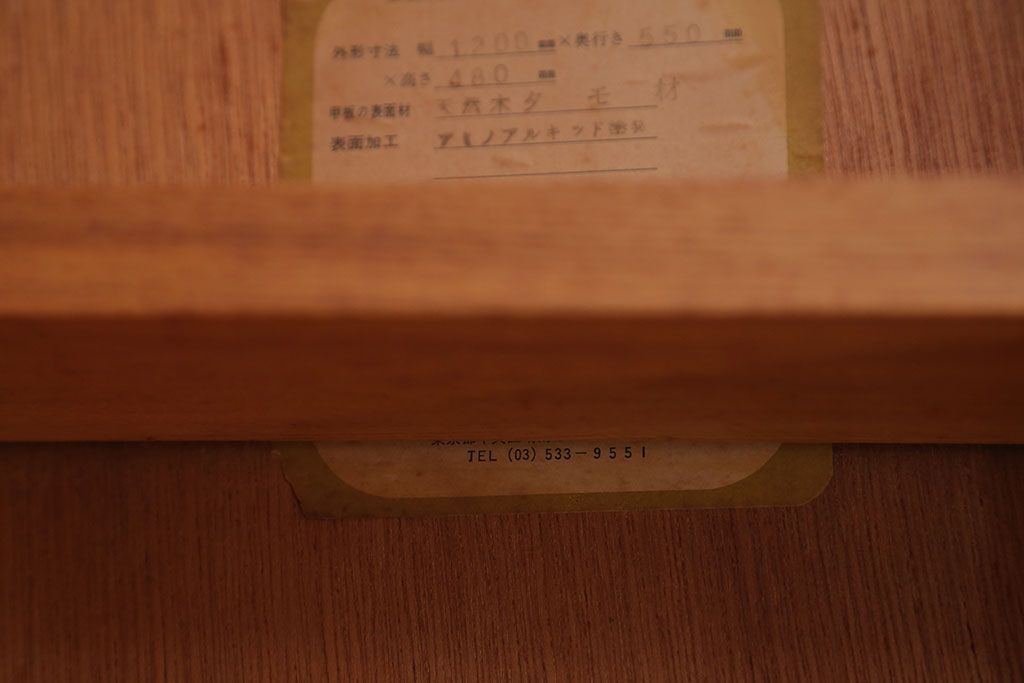 外形寸法 幅 1200 mm×奥行き 550 mm
×高さ 480 mm
甲板の表面材 天然木タモ材
表面加工 アミノアルキッド塗装
TEL (03) 533-9551